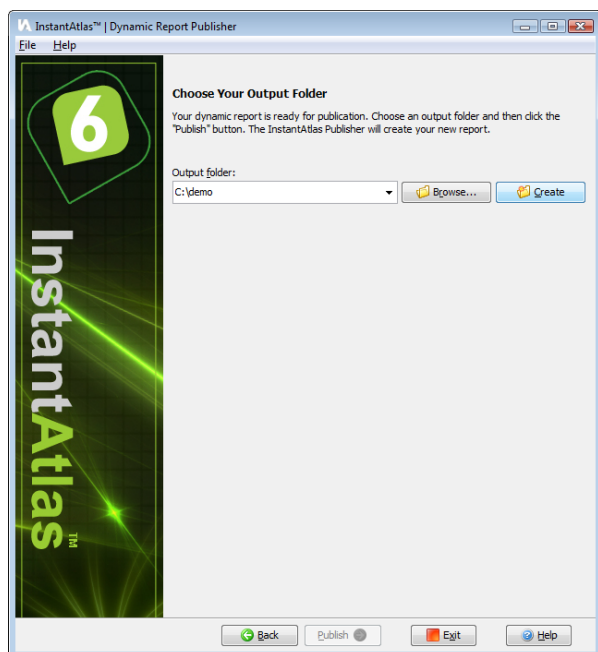 InstantAtlas™ | Dynamic Report Publisher
File Help
6
InstantAtlas™
Choose Your Output Folder
Your dynamic report is ready for publication. Choose an output folder and then click the
"Publish" button. The InstantAtlas Publisher will create your new report.
Output folder:
C:\demo
Browse...
Create
Back
Publish
Exit
Help